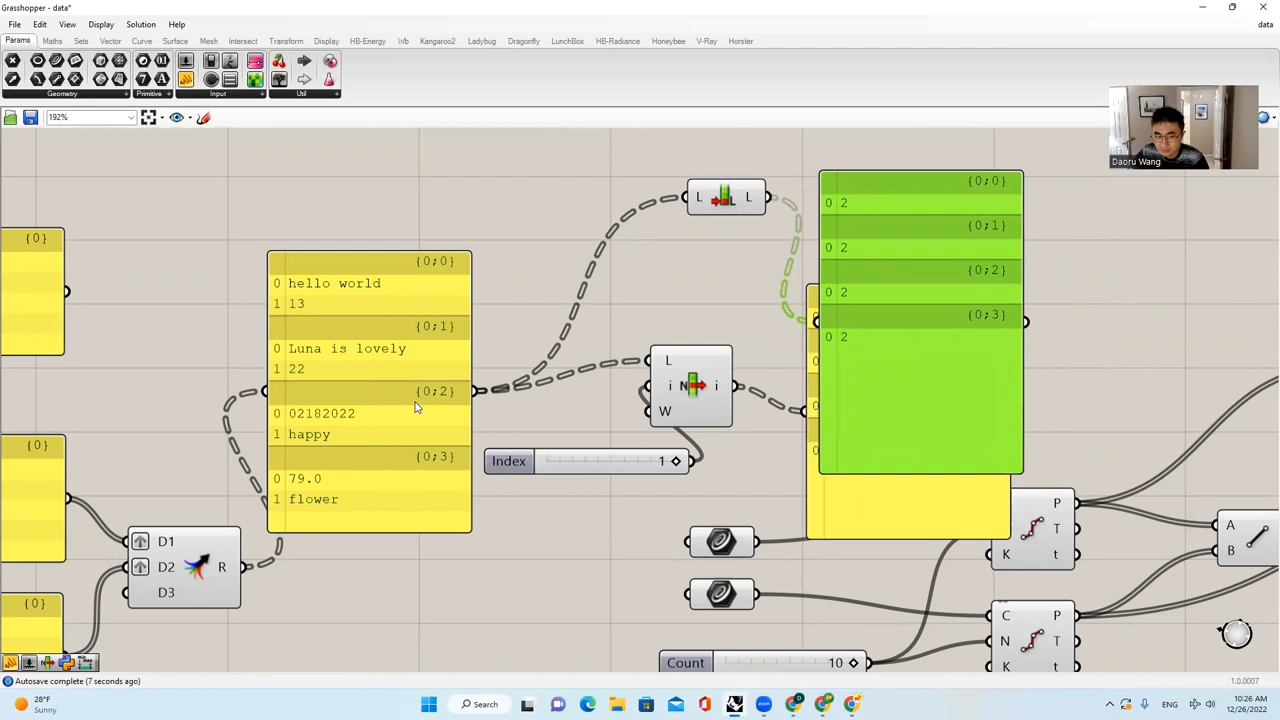 Grasshopper - data*
File Edit View Display Solution Help data
Params Maths Sets Vector Curve Surface Mesh Intersect Transform Display HB-Energy Wb Kangaroo2 Ladybug Dragonfly LunchBox HB-Radiance Honeybee V-Ray Horster
Geometry Primitive Input Util
192%
Daoru Wang
{0}
{0}
{0}
D1
D2 R
D3
{0;0}
0 hello world
1 13
{0;1}
0 Luna is lovely
1 22
{0;2}
0 02182022
1 happy
{0;3}
0 79.0
1 flower
L L
L
i N i
W
Index 1
{0;0}
0 2
{0;1}
0 2
{0;2}
0 2
{0;3}
0 2
P
T
K t
A
B
C P
N T
K t
Count 10
Autosave complete (7 seconds ago) 1.0.0007
28°F
Sunny
Search
ENG
10:26 AM
12/26/2022